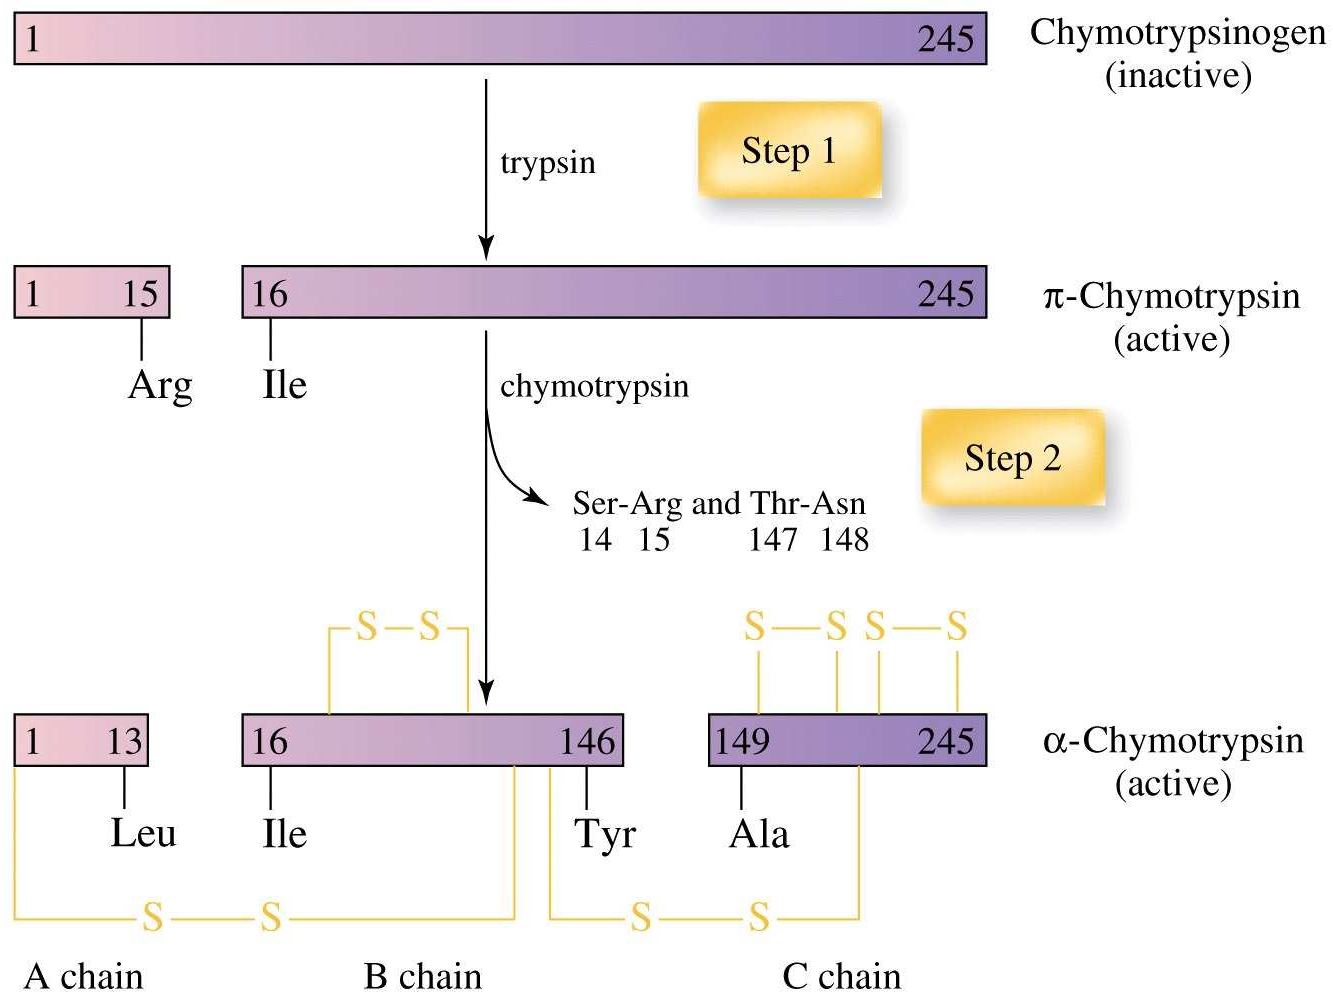 1 245 Chymotrypsinogen
(inactive)
Step 1
trypsin
1 15 16 245 π-Chymotrypsin
(active)
Arg Ile
chymotrypsin
Step 2
Ser-Arg and Thr-Asn
14 15 147 148
S S S S S S
1 13 16 146 149 245 α-Chymotrypsin
(active)
Leu Ile Tyr Ala
S S S S
A chain B chain C chain